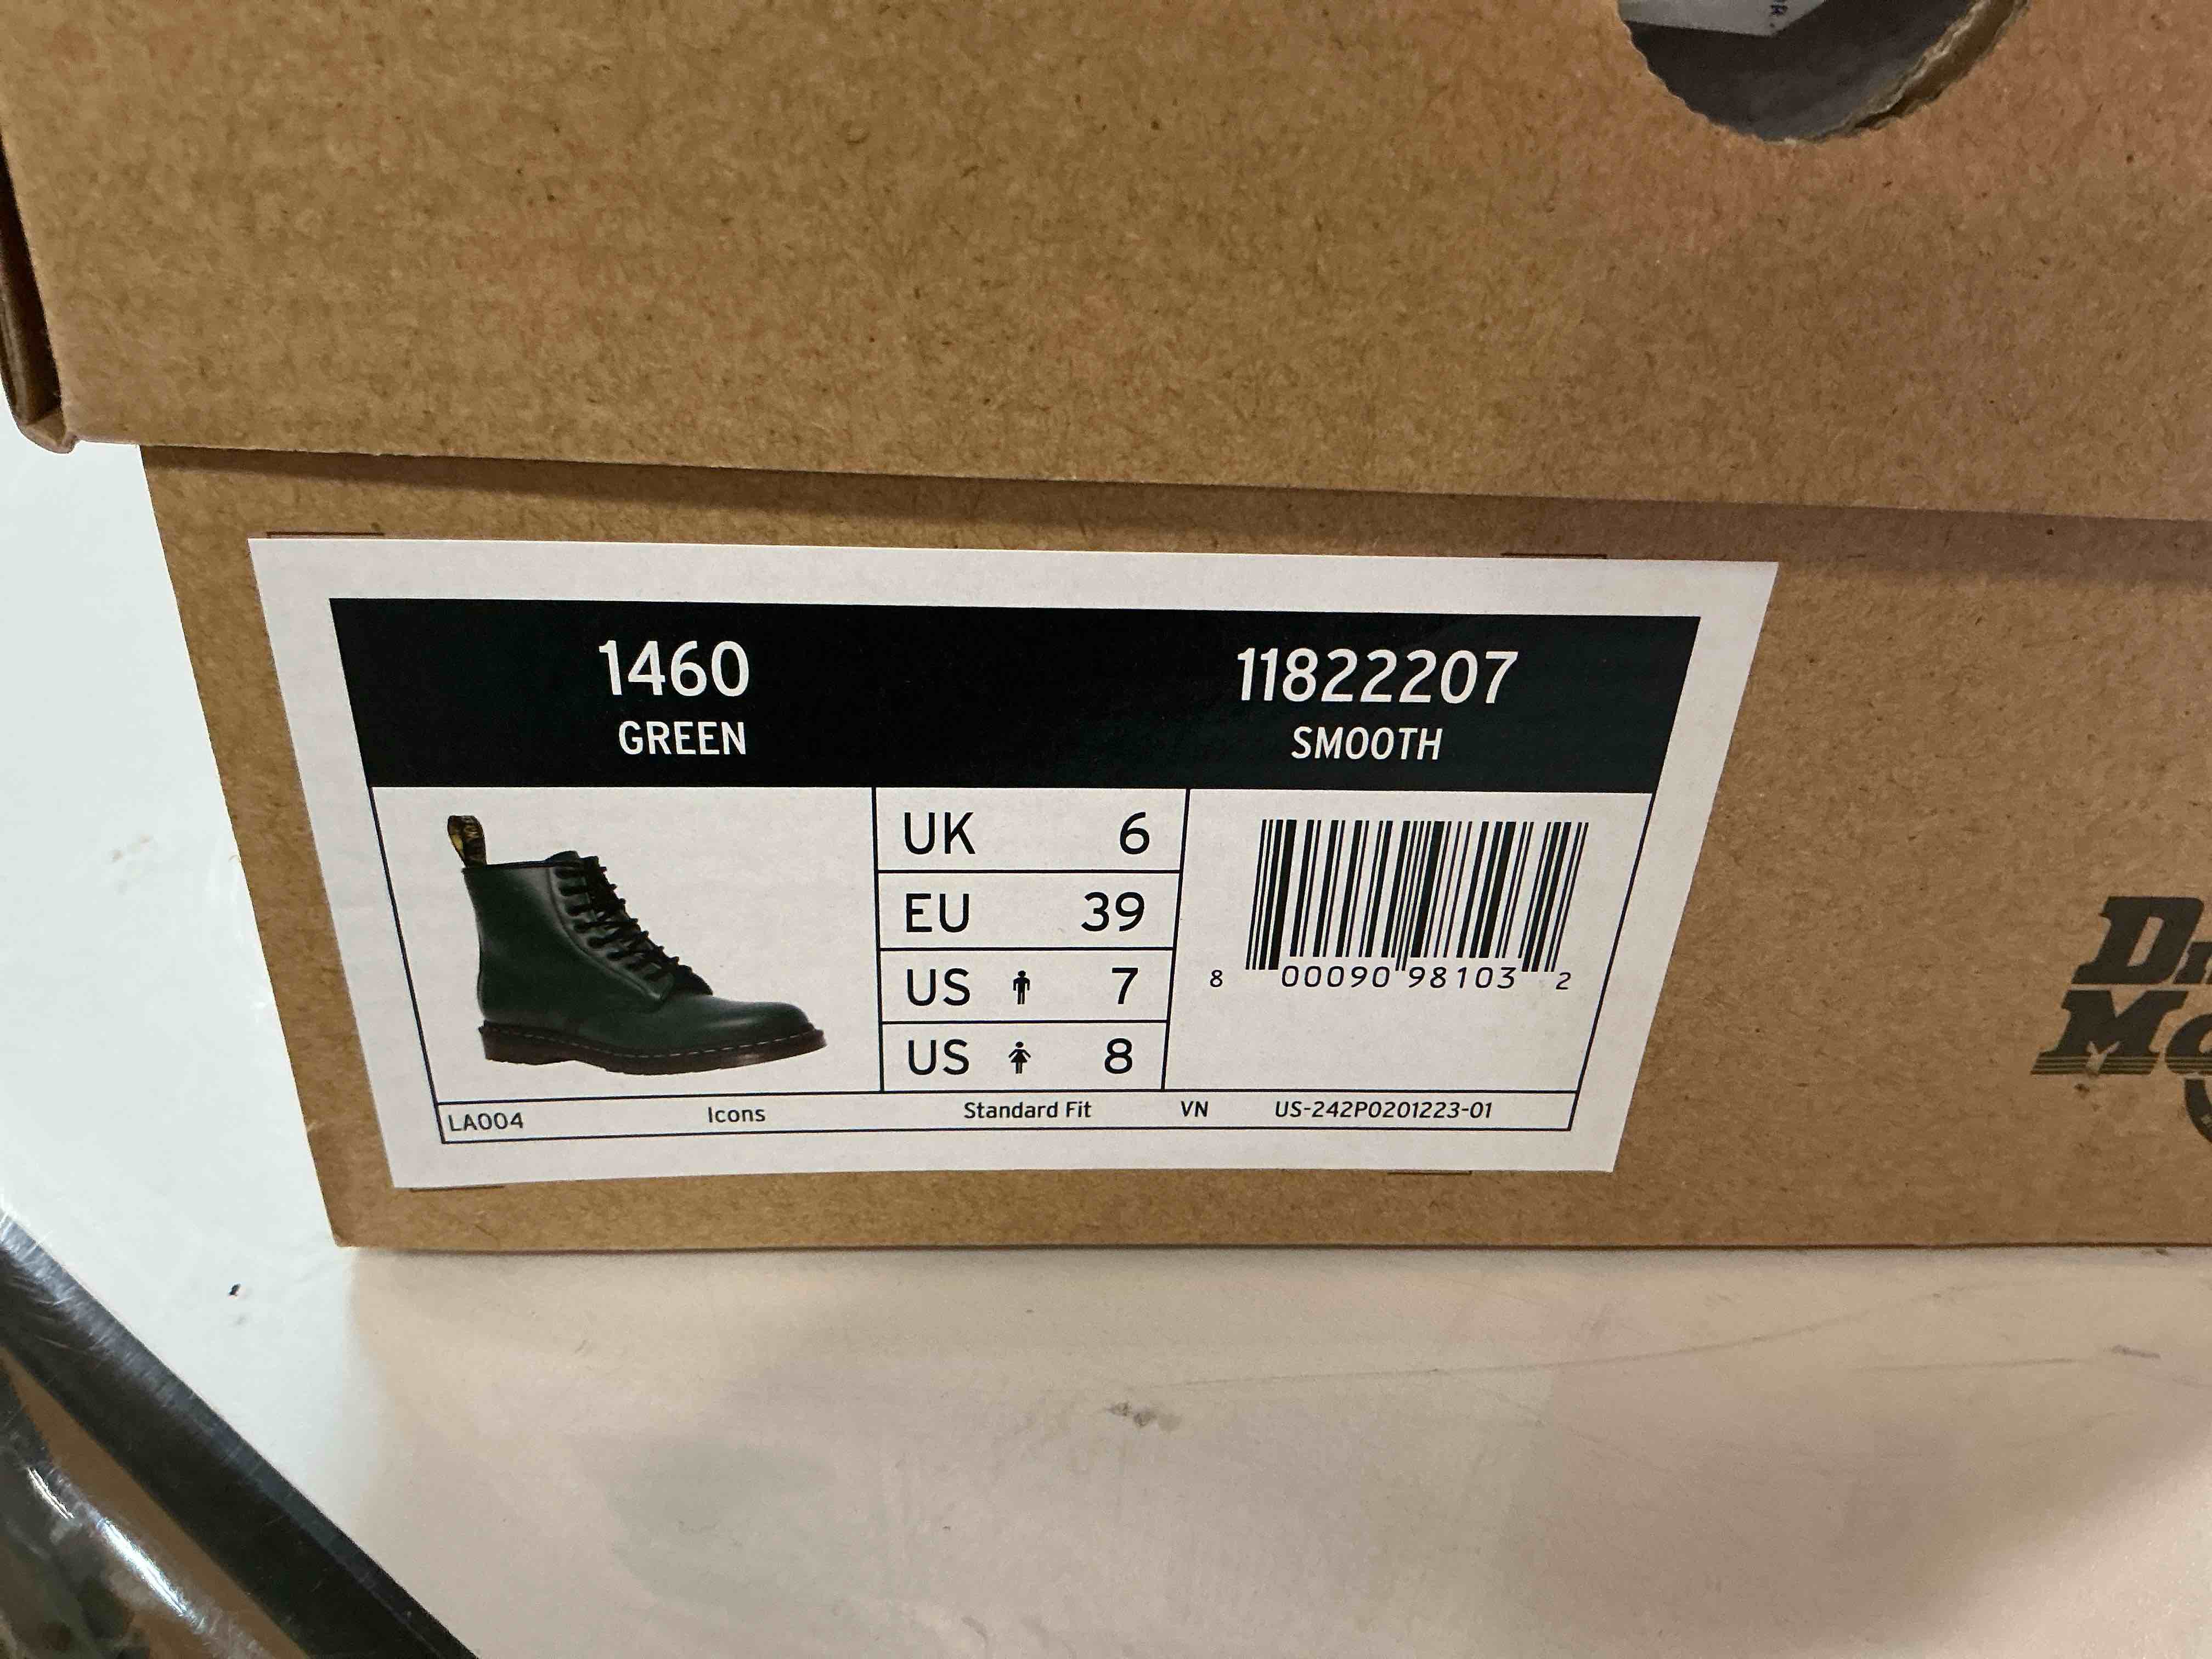 1460
GREEN
11822207
SMOOTH
UK 6
EU 39
US 7
US 8
8 00090 98103 2
LA004 Icons Standard Fit VN US-242P0201223-01